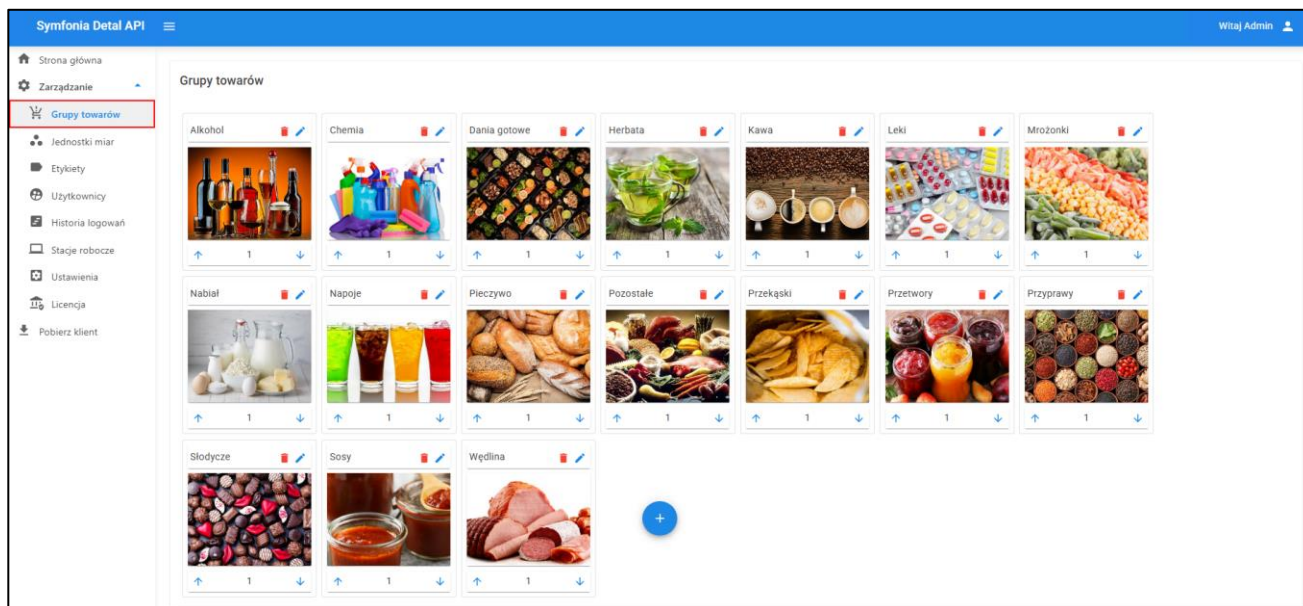 Symfonia Detal API
Witaj Admin
Strona główna
Zarządzanie
Grupy towarów
Jednostki miar
Etykiety
Użytkownicy
Historia logowań
Stacje robocze
Ustawienia
Licencja
Pobierz klient
Grupy towarów
Alkohol Chemia Dania gotowe Herbata Kawa Leki Mrożonki
1 1 1 1 1 1 1
Nabiał Napoje Pieczywo Pozostałe Przekąski Przetwory Przyprawy
1 1 1 1 1 1 1
Słodycze Sosy Wędlina
1 1 1